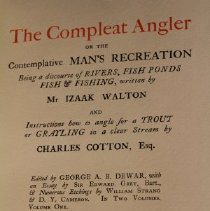 The Compleat Angler
OR THE
Contemplative MAN'S RECREATION
Being a discourse of RIVERS, FISH PONDS
FISH & FISHING, written by
Mr IZAAK WALTON
AND
Instructions how to angle for a TROUT
or GRAYLING in a clear Stream by
CHARLES COTTON, Esq.
Edited by GEORGE A. B. DEWAR, with
an Essay by SIR EDWARD GREY, Bart.,
& Numerous Etchings by WILLIAM STRANG
& D. Y. CAMERON. IN TWO VOLUMES.
VOLUME ONE.